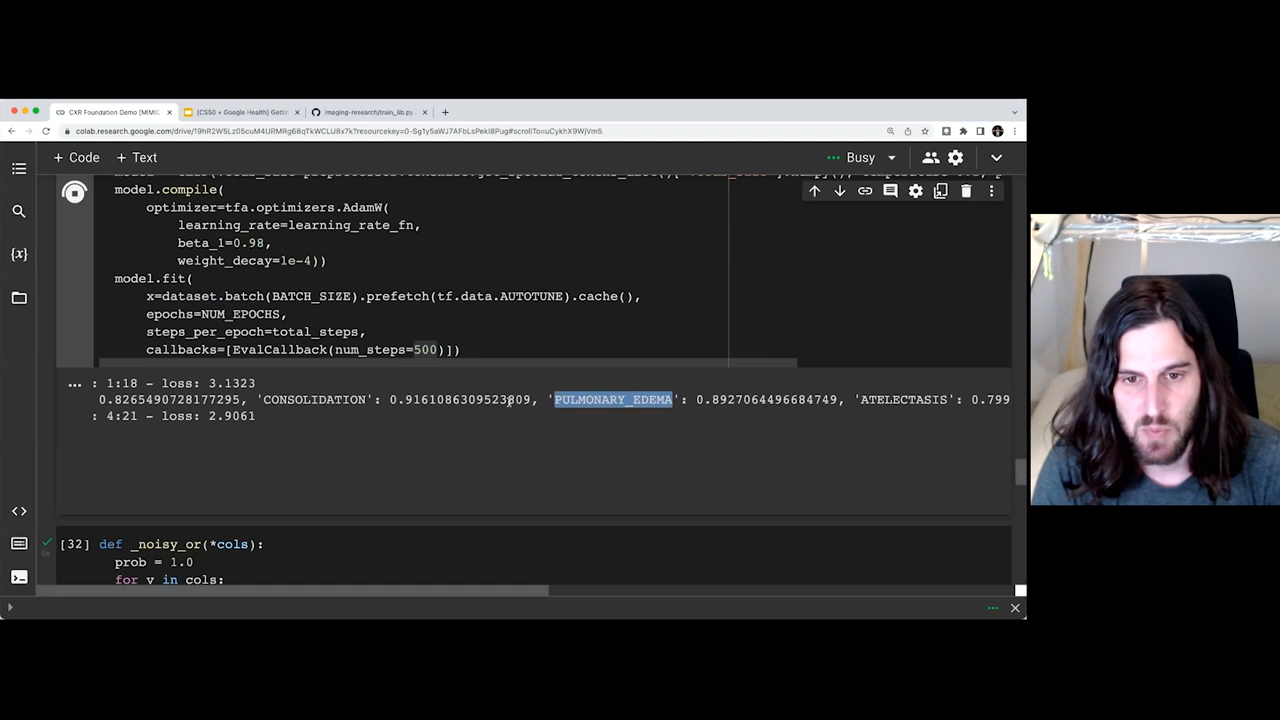 CXR Foundation Demo [MIMIC
[CS50 + Google Health] Getti
imaging-research/train_lib.py
colab.research.google.com/drive/19hR2W5Lz05cuM4URMRg68qTkWCLU8x7k?resourcekey=0-Sg1y5aWJ7AFbLsPekI8Pug#scrollTo=uCykhX9WjVm5
+ Code + Text
Busy
model.compile(
optimizer=tfa.optimizers.AdamW(
learning_rate=learning_rate_fn,
beta_1=0.98,
weight_decay=1e-4))
model.fit(
x=dataset.batch(BATCH_SIZE).prefetch(tf.data.AUTOTUNE).cache(),
epochs=NUM_EPOCHS,
steps_per_epoch=total_steps,
callbacks=[EvalCallback(num_steps=500)])
: 1:18 - loss: 3.1323
0.8265490728177295, 'CONSOLIDATION': 0.9161086309523809, 'PULMONARY_EDEMA': 0.8927064496684749, 'ATELECTASIS': 0.799
: 4:21 - loss: 2.9061
[32] def _noisy_or(*cols):
0s
prob = 1.0
for v in cols: